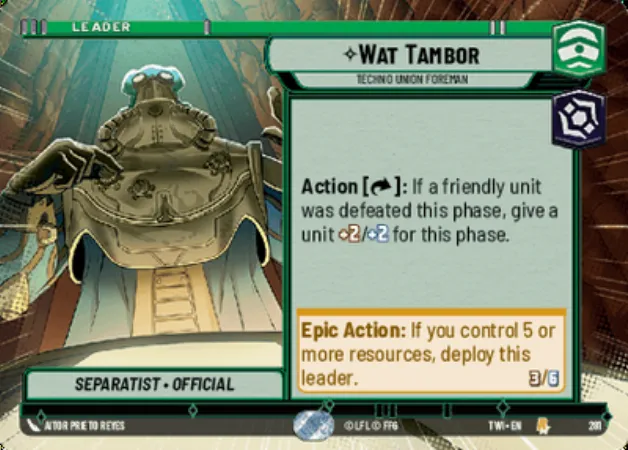 LEADER
WAT TAMBOR
TECHNO UNION FOREMAN
Action [ ]: If a friendly unit
was defeated this phase, give a
unit +2/+2 for this phase.
Epic Action: If you control 5 or
more resources, deploy this
leader. 3/6
SEPARATIST • OFFICIAL
AITOR PRIETO REYES
© LFL © FFG
TWI • EN
281